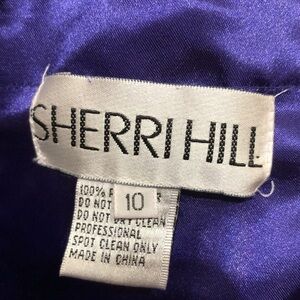 SHERRI HILL
100%
DO NOT
10
DO NOT DRY CLEAN
PROFESSIONAL
SPOT CLEAN ONLY
MADE IN CHINA